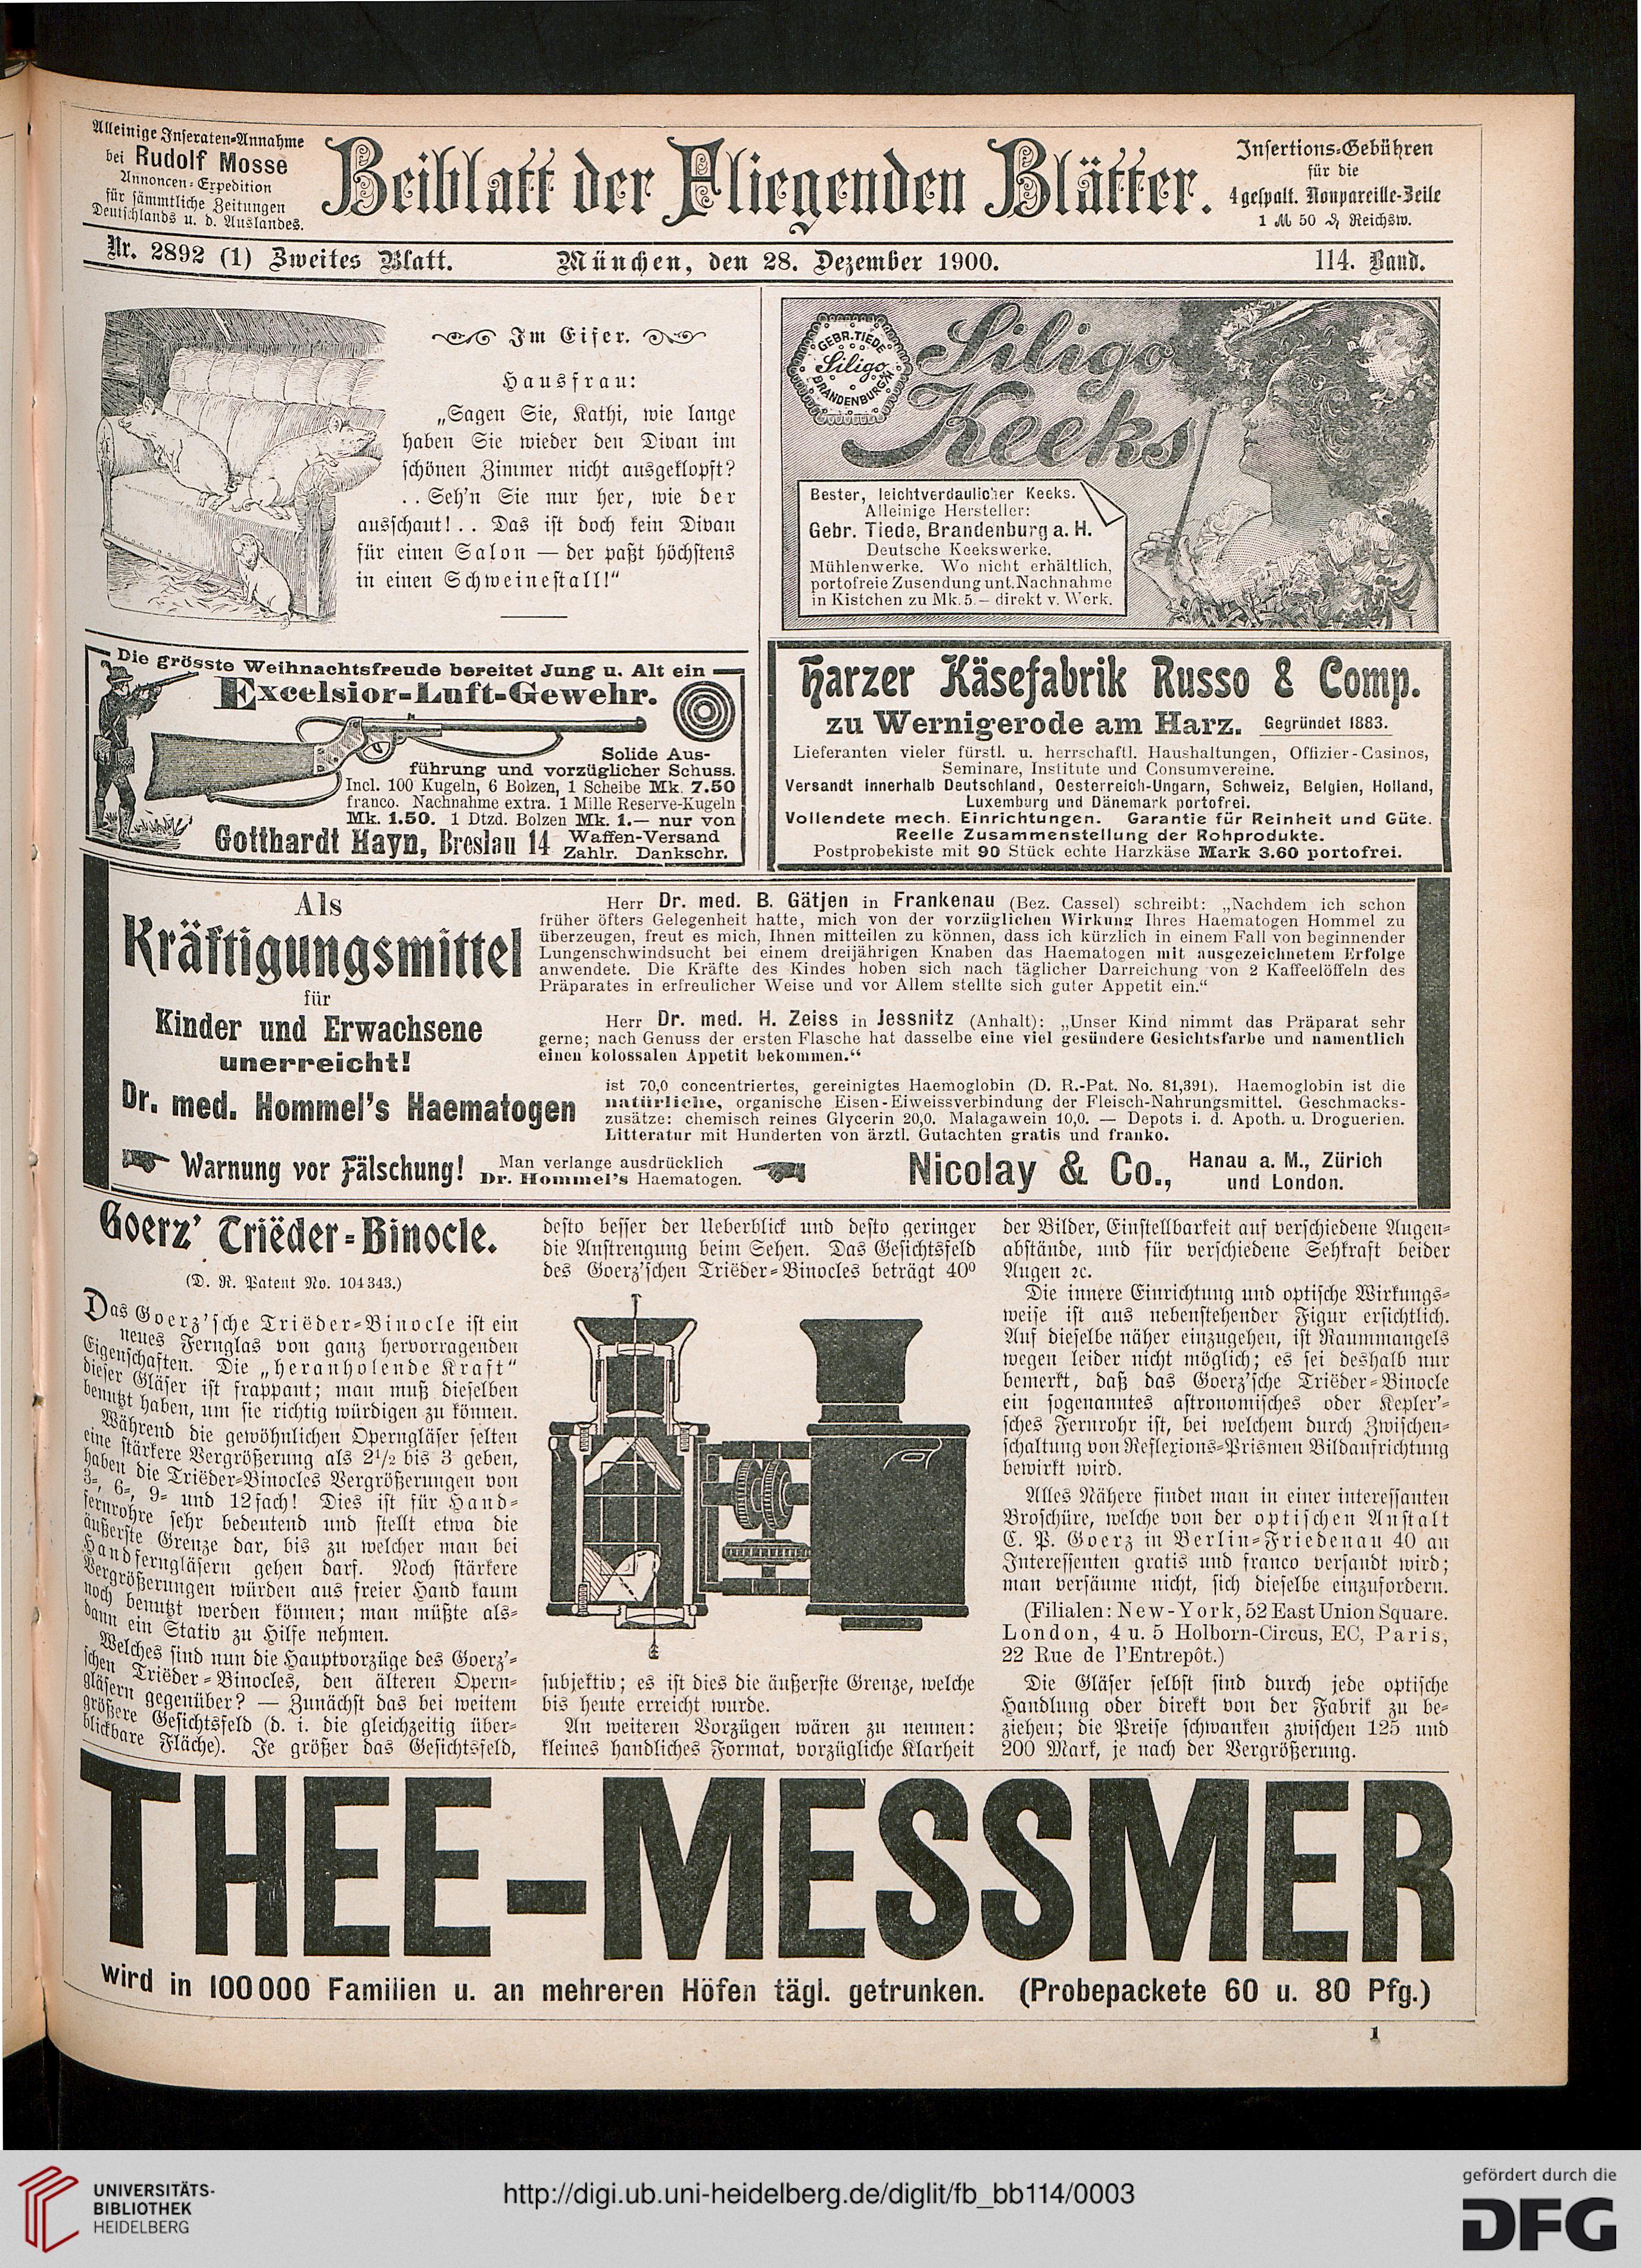 Alleinige Inseraten-Annahme
bei Rudolf Mosse
Annoncen-Expedition
für sämmtliche Zeitungen
Deutschlands u. d. Auslandes.
Beiblatt der Fliegenden Blätter.
Insertions-Gebühren
für die
4 gespalt. Nonpareille-Zeile
1 ℳ 50 ₰ Reichsw.
Nr. 2892 (1) Zweites Blatt.
München, den 28. Dezember 1900.
114. Band.
Im Eifer.
Hausfrau:
„Sagen Sie, Kathi, wie lange
haben Sie wieder den Divan im
schönen Zimmer nicht ausgeklopft?
. . Seh'n Sie nur her, wie der
ausschaut! . . Das ist doch kein Divan
für einen Salon — der paßt höchstens
in einen Schweinestall!“
GEBR. TIEDE
Siligo
BRANDENBURG A/H
Siligo
Keeks
Bester, leichtverdaulicher Keeks.
Alleinige Hersteller:
Gebr. Tiede, Brandenburg a. H.
Deutsche Keekswerke.
Mühlenwerke. Wo nicht erhältlich,
portofreie Zusendung unt. Nachnahme
in Kistchen zu Mk. 5.— direkt v. Werk.
Die grösste Weihnachtsfreude bereitet Jung u. Alt ein
Excelsior-Luft-Gewehr.
Solide Aus-
führung und vorzüglicher Schuss.
Incl. 100 Kugeln, 6 Bolzen, 1 Scheibe Mk. 7.50
franco. Nachnahme extra. 1 Mille Reserve-Kugeln
Mk. 1.50. 1 Dtzd. Bolzen Mk. 1.— nur von
Gotthardt Hayn, Breslau 14
Waffen-Versand
Zahlr. Dankschr.
Harzer Käsefabrik Russo & Comp.
zu Wernigerode am Harz. Gegründet 1883.
Lieferanten vieler fürstl. u. herrschaftl. Haushaltungen, Offizier-Casinos,
Seminare, Institute und Consumvereine.
Versandt innerhalb Deutschland, Oesterreich-Ungarn, Schweiz, Belgien, Holland,
Luxemburg und Dänemark portofrei.
Vollendete mech. Einrichtungen. Garantie für Reinheit und Güte.
Reelle Zusammenstellung der Rohprodukte.
Postprobekiste mit 90 Stück echte Harzkäse Mark 3.60 portofrei.
Als
Kräftigungsmittel
für
Kinder und Erwachsene
unerreicht!
Dr. med. Hommel's Haematogen
Herr Dr. med. B. Gätjen in Frankenau (Bez. Cassel) schreibt: „Nachdem ich schon
früher öfters Gelegenheit hatte, mich von der vorzüglichen Wirkung Ihres Haematogen Hommel zu
überzeugen, freut es mich, Ihnen mitteilen zu können, dass ich kürzlich in einem Fall von beginnender
Lungenschwindsucht bei einem dreijährigen Knaben das Haematogen mit ausgezeichnetem Erfolge
anwendete. Die Kräfte des Kindes hoben sich nach täglicher Darreichung von 2 Kaffeelöffeln des
Präparates in erfreulicher Weise und vor Allem stellte sich guter Appetit ein.“
Herr Dr. med. H. Zeiss in Jessnitz (Anhalt): „Unser Kind nimmt das Präparat sehr
gerne; nach Genuss der ersten Flasche hat dasselbe eine viel gesündere Gesichtsfarbe und namentlich
einen kolossalen Appetit bekommen.“
ist 70,0 concentriertes, gereinigtes Haemoglobin (D. R.-Pat. No. 81,391). Haemoglobin ist die
natürliche, organische Eisen-Eiweissverbindung der Fleisch-Nahrungsmittel. Geschmacks-
zusätze: chemisch reines Glycerin 20,0. Malagawein 10,0. — Depots i. d. Apoth. u. Droguerien.
Litteratur mit Hunderten von ärztl. Gutachten gratis und franko.
Warnung vor Fälschung!
Man verlange ausdrücklich
Dr. Hommel's Haematogen.
Nicolay & Co.,
Hanau a. M., Zürich
und London.
Goerz' Triëder-Binocle.
(D. R. Patent No. 104343.)
Das Goerz'sche Triëder-Binocle ist ein
neues Fernglas von ganz hervorragenden
Eigenschaften. Die „heranholende Kraft“
dieser Gläser ist frappant; man muß dieselben
benutzt haben, um sie richtig würdigen zu können.
Während die gewöhnlichen Operngläser selten
eine stärkere Vergrößerung als 2½ bis 3 geben,
haben die Triëder-Binocles Vergrößerungen von
3-, 6-, 9- und 12fach! Dies ist für Hand-
fernrohre sehr bedeutend und stellt etwa die
äußerste Grenze dar, bis zu welcher man bei
Handferngläsern gehen darf. Noch stärkere
Vergrößerungen würden aus freier Hand kaum
noch benutzt werden können; man müßte als-
dann ein Stativ zu Hilfe nehmen.
Welches sind nun die Hauptvorzüge des Goerz'-
schen Triëder-Binocles, den älteren Opern-
gläsern gegenüber? — Zunächst das bei weitem
größere Gesichtsfeld (d. i. die gleichzeitig über-
blickbare Fläche). Je größer das Gesichtsfeld,
desto besser der Ueberblick und desto geringer
die Anstrengung beim Sehen. Das Gesichtsfeld
des Goerz'schen Triëder-Binocles beträgt 40°
subjektiv; es ist dies die äußerste Grenze, welche
bis heute erreicht wurde.
An weiteren Vorzügen wären zu nennen:
kleines handliches Format, vorzügliche Klarheit
der Bilder, Einstellbarkeit auf verschiedene Augen-
abstände, und für verschiedene Sehkraft beider
Augen ꝛc.
Die innere Einrichtung und optische Wirkungs-
weise ist aus nebenstehender Figur ersichtlich.
Auf dieselbe näher einzugehen, ist Raummangels
wegen leider nicht möglich; es sei deshalb nur
bemerkt, daß das Goerz'sche Triëder-Binocle
ein sogenanntes astronomisches oder Kepler'-
sches Fernrohr ist, bei welchem durch Zwischen-
schaltung von Reflexions-Prismen Bildaufrichtung
bewirkt wird.
Alles Nähere findet man in einer interessanten
Broschüre, welche von der optischen Anstalt
C. P. Goerz in Berlin-Friedenau 40 an
Interessenten gratis und franco versandt wird;
man versäume nicht, sich dieselbe einzufordern.
(Filialen: New-York, 52 East Union Square.
London, 4 u. 5 Holborn-Circus, EC, Paris,
22 Rue de l'Entrepôt.)
Die Gläser selbst sind durch jede optische
Handlung oder direkt von der Fabrik zu be-
ziehen; die Preise schwanken zwischen 125 und
200 Mark, je nach der Vergrößerung.
THEE-MESSMER
wird in 100000 Familien u. an mehreren Höfen tägl. getrunken. (Probepackete 60 u. 80 Pfg.)
1
UNIVERSITÄTS-
BIBLIOTHEK
HEIDELBERG
http://digi.ub.uni-heidelberg.de/diglit/fb_bb114/0003
gefördert durch die
DFG